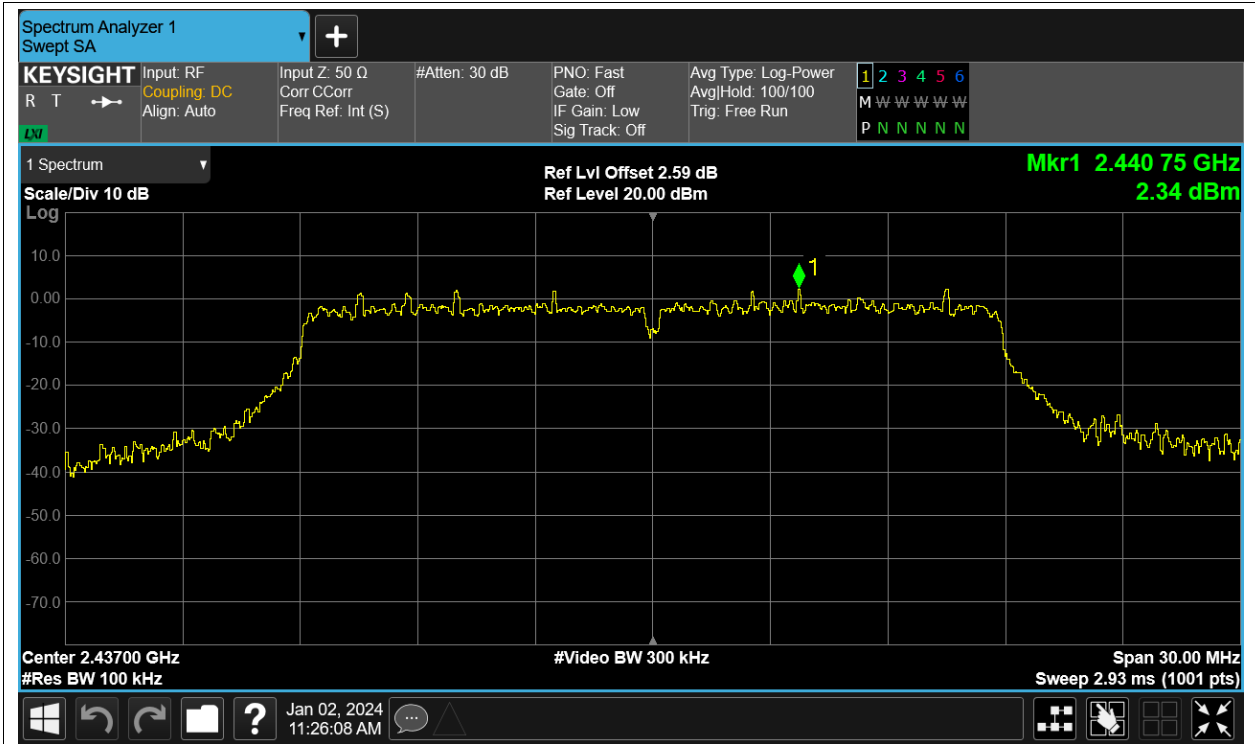 Spectrum Analyzer 1
Swept SA
KEYSIGHT
R T
LXI
Input: RF
Coupling: DC
Align: Auto
Input Z: 50 Ω
Corr CCorr
Freq Ref: Int (S)
#Atten: 30 dB
PNO: Fast
Gate: Off
IF Gain: Low
Sig Track: Off
Avg Type: Log-Power
Avg|Hold: 100/100
Trig: Free Run
1 2 3 4 5 6
M W W W W W
P N N N N N
1 Spectrum
Scale/Div 10 dB
Ref Lvl Offset 2.59 dB
Ref Level 20.00 dBm
Mkr1 2.440 75 GHz
2.34 dBm
Log
10.0
0.00
-10.0
-20.0
-30.0
-40.0
-50.0
-60.0
-70.0
1
Center 2.43700 GHz
#Res BW 100 kHz
#Video BW 300 kHz
Span 30.00 MHz
Sweep 2.93 ms (1001 pts)
?
Jan 02, 2024
11:26:08 AM